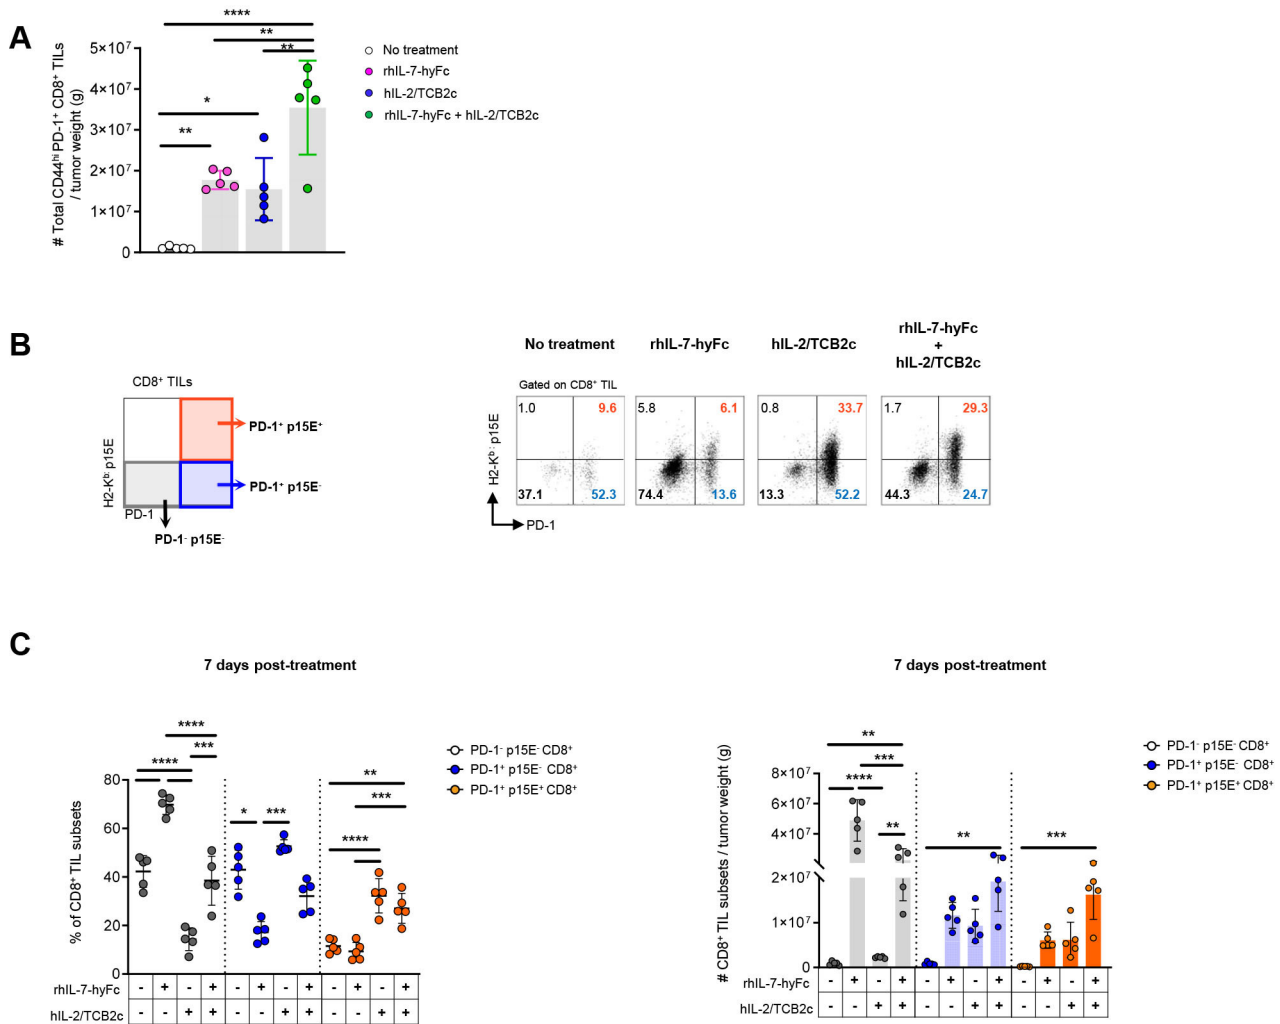 A
****
**
**
*
**
# Total CD44ʰⁱ PD-1⁺ CD8⁺ TILs
/ tumor weight (g)
5×10⁷
4×10⁷
3×10⁷
2×10⁷
1×10⁷
0
No treatment
rhIL-7-hyFc
hIL-2/TCB2c
rhIL-7-hyFc + hIL-2/TCB2c
B
CD8⁺ TILs
H2-Kᵇ: p15E
PD-1
PD-1⁺ p15E⁺
PD-1⁺ p15E⁻
PD-1⁻ p15E⁻
No treatment
rhIL-7-hyFc
hIL-2/TCB2c
rhIL-7-hyFc
+
hIL-2/TCB2c
Gated on CD8⁺ TIL
1.0 9.6
37.1 52.3
5.8 6.1
74.4 13.6
0.8 33.7
13.3 52.2
1.7 29.3
44.3 24.7
H2-Kᵇ: p15E
PD-1
C
7 days post-treatment
% of CD8⁺ TIL subsets
80
60
40
20
0
****
***
****
* ***
**
***
****
PD-1⁻ p15E⁻ CD8⁺
PD-1⁺ p15E⁻ CD8⁺
PD-1⁺ p15E⁺ CD8⁺
rhIL-7-hyFc - + - + - + - + - + - +
hIL-2/TCB2c - - + + - - + + - - + +
7 days post-treatment
# CD8⁺ TIL subsets / tumor weight (g)
8×10⁷
6×10⁷
4×10⁷
2×10⁷
1×10⁷
0
**
***
****
**
**
***
PD-1⁻ p15E⁻ CD8⁺
PD-1⁺ p15E⁻ CD8⁺
PD-1⁺ p15E⁺ CD8⁺
rhIL-7-hyFc - + - + - + - + - + - +
hIL-2/TCB2c - - + + - - + + - - + +